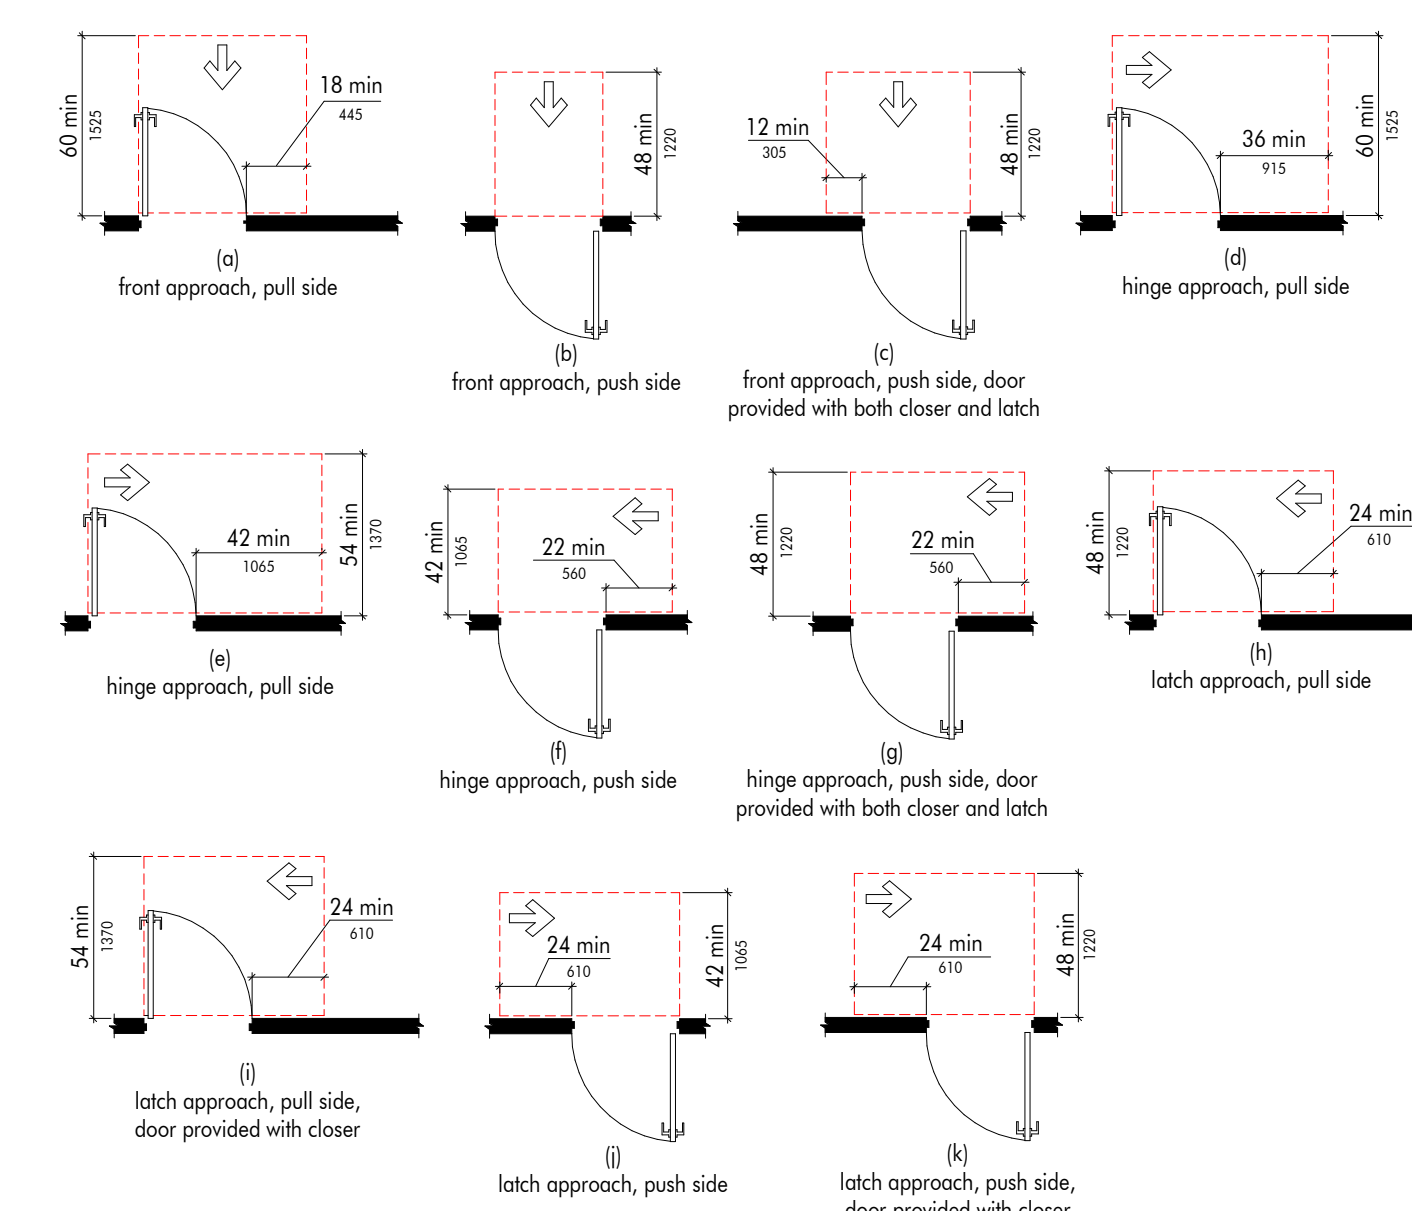 60 min
1525
18 min
445
(a)
front approach, pull side
48 min
1220
(b)
front approach, push side
12 min
305
48 min
1220
(c)
front approach, push side, door
provided with both closer and latch
36 min
915
60 min
1525
(d)
hinge approach, pull side
42 min
1065
54 min
1370
(e)
hinge approach, pull side
42 min
1065
22 min
560
(f)
hinge approach, push side
48 min
1220
22 min
560
(g)
hinge approach, push side, door
provided with both closer and latch
48 min
1220
24 min
610
(h)
latch approach, pull side
54 min
1370
24 min
610
(i)
latch approach, pull side,
door provided with closer
24 min
610
42 min
1065
(j)
latch approach, push side
24 min
610
48 min
1220
(k)
latch approach, push side,
door provided with closer